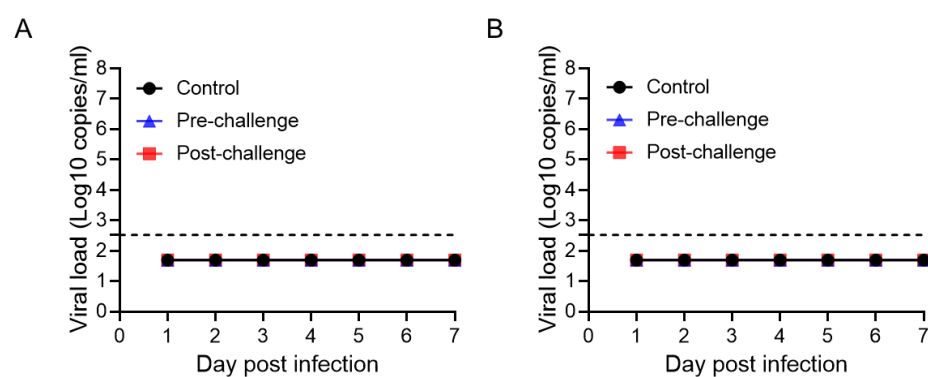 A
Viral load (Log10 copies/ml)
8
7
6
5
4
3
2
1
0
Control
Pre-challenge
Post-challenge
0 1 2 3 4 5 6 7
Day post infection
B
Viral load (Log10 copies/ml)
8
7
6
5
4
3
2
1
0
Control
Pre-challenge
Post-challenge
0 1 2 3 4 5 6 7
Day post infection